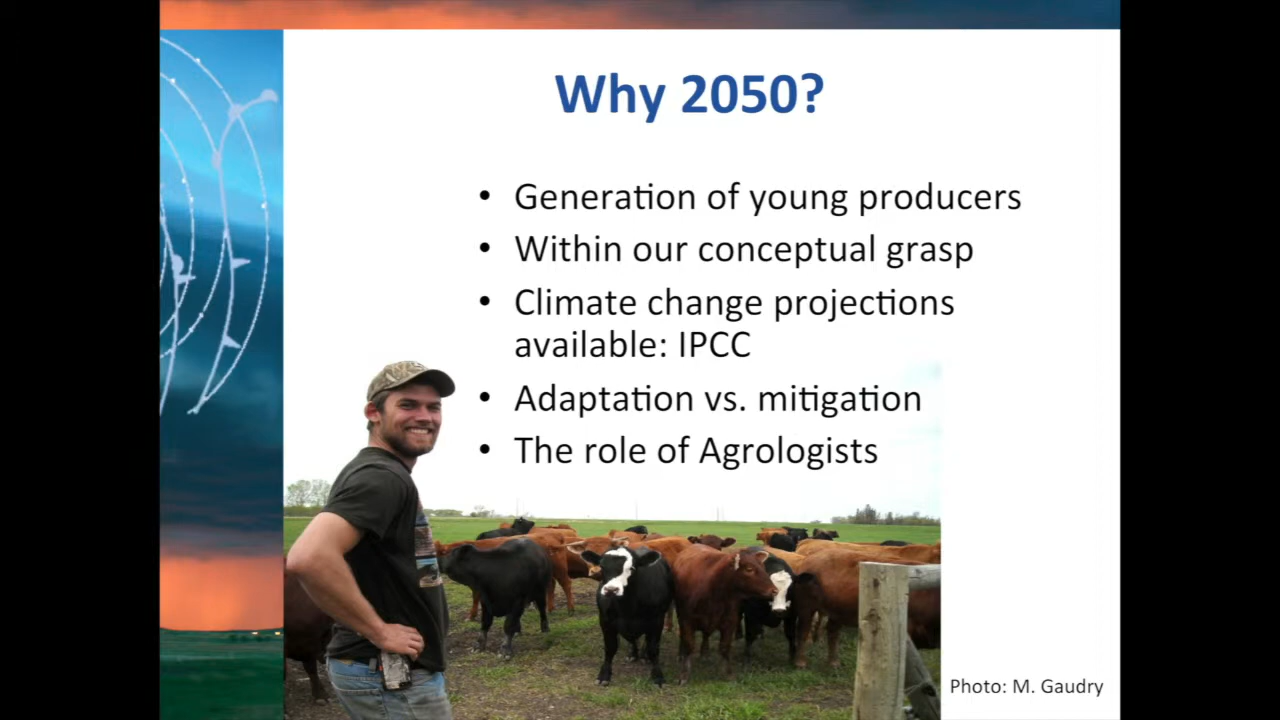 Why 2050?
• Generation of young producers
• Within our conceptual grasp
• Climate change projections
available: IPCC
• Adaptation vs. mitigation
• The role of Agrologists
Photo: M. Gaudry